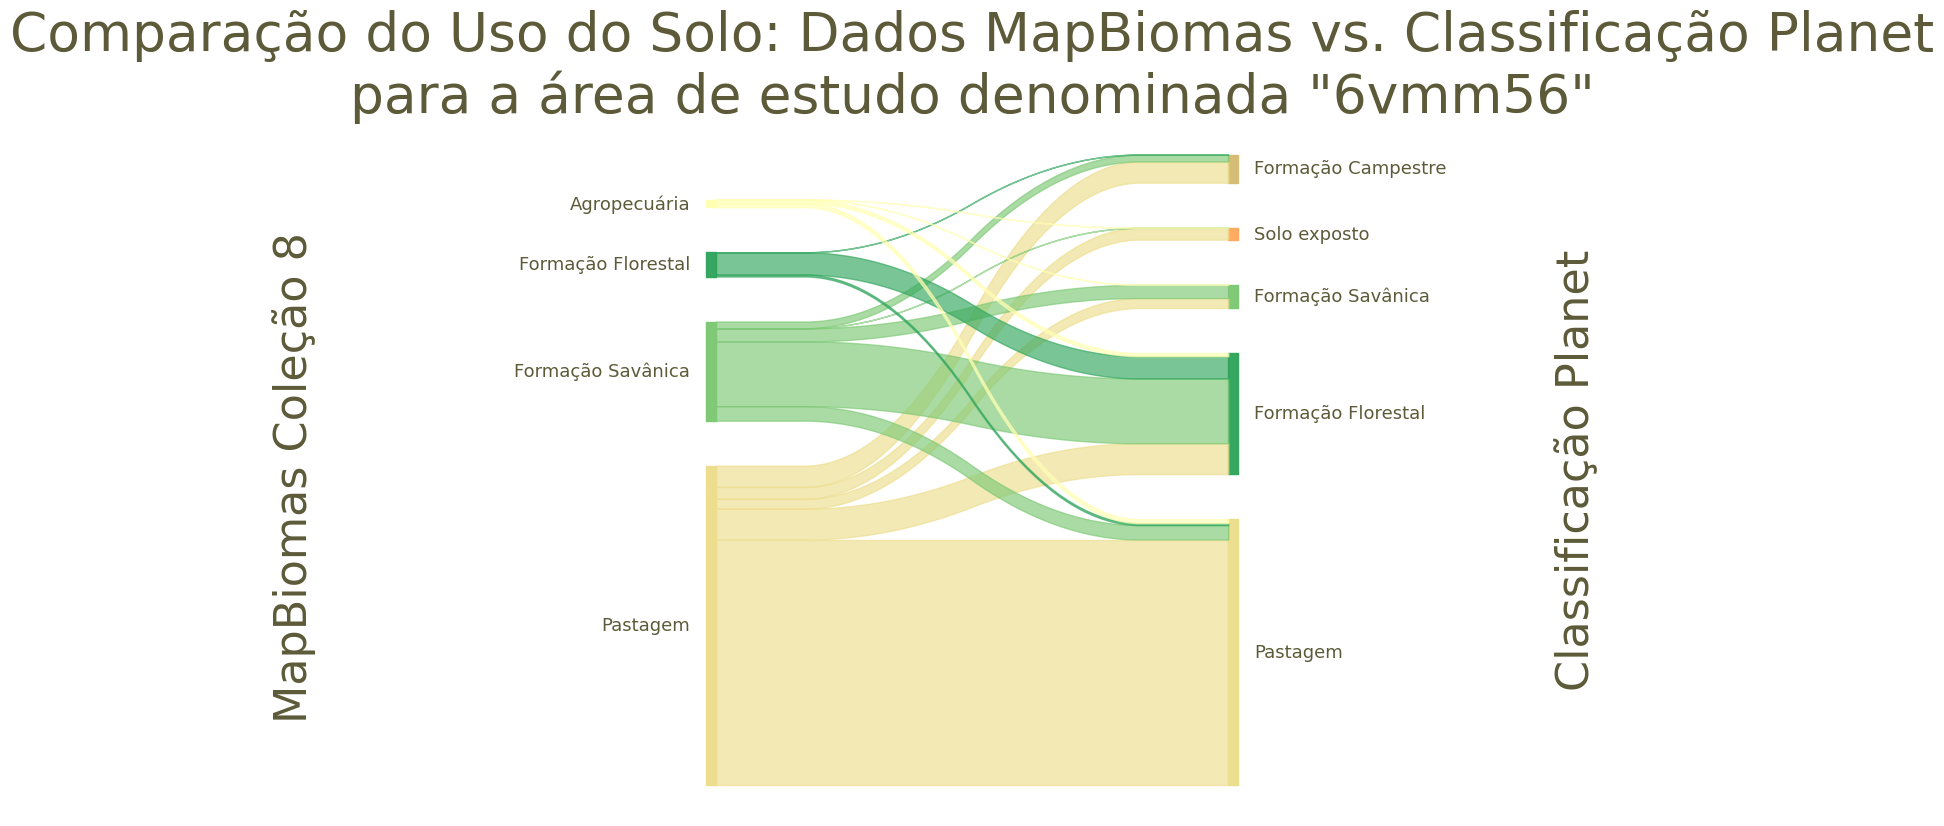 Comparação do Uso do Solo: Dados MapBiomas vs. Classificação Planet
para a área de estudo denominada "6vmm56"
MapBiomas Coleção 8
Agropecuária
Formação Florestal
Formação Savânica
Pastagem
Formação Campestre
Solo exposto
Formação Savânica
Formação Florestal
Pastagem
Classificação Planet